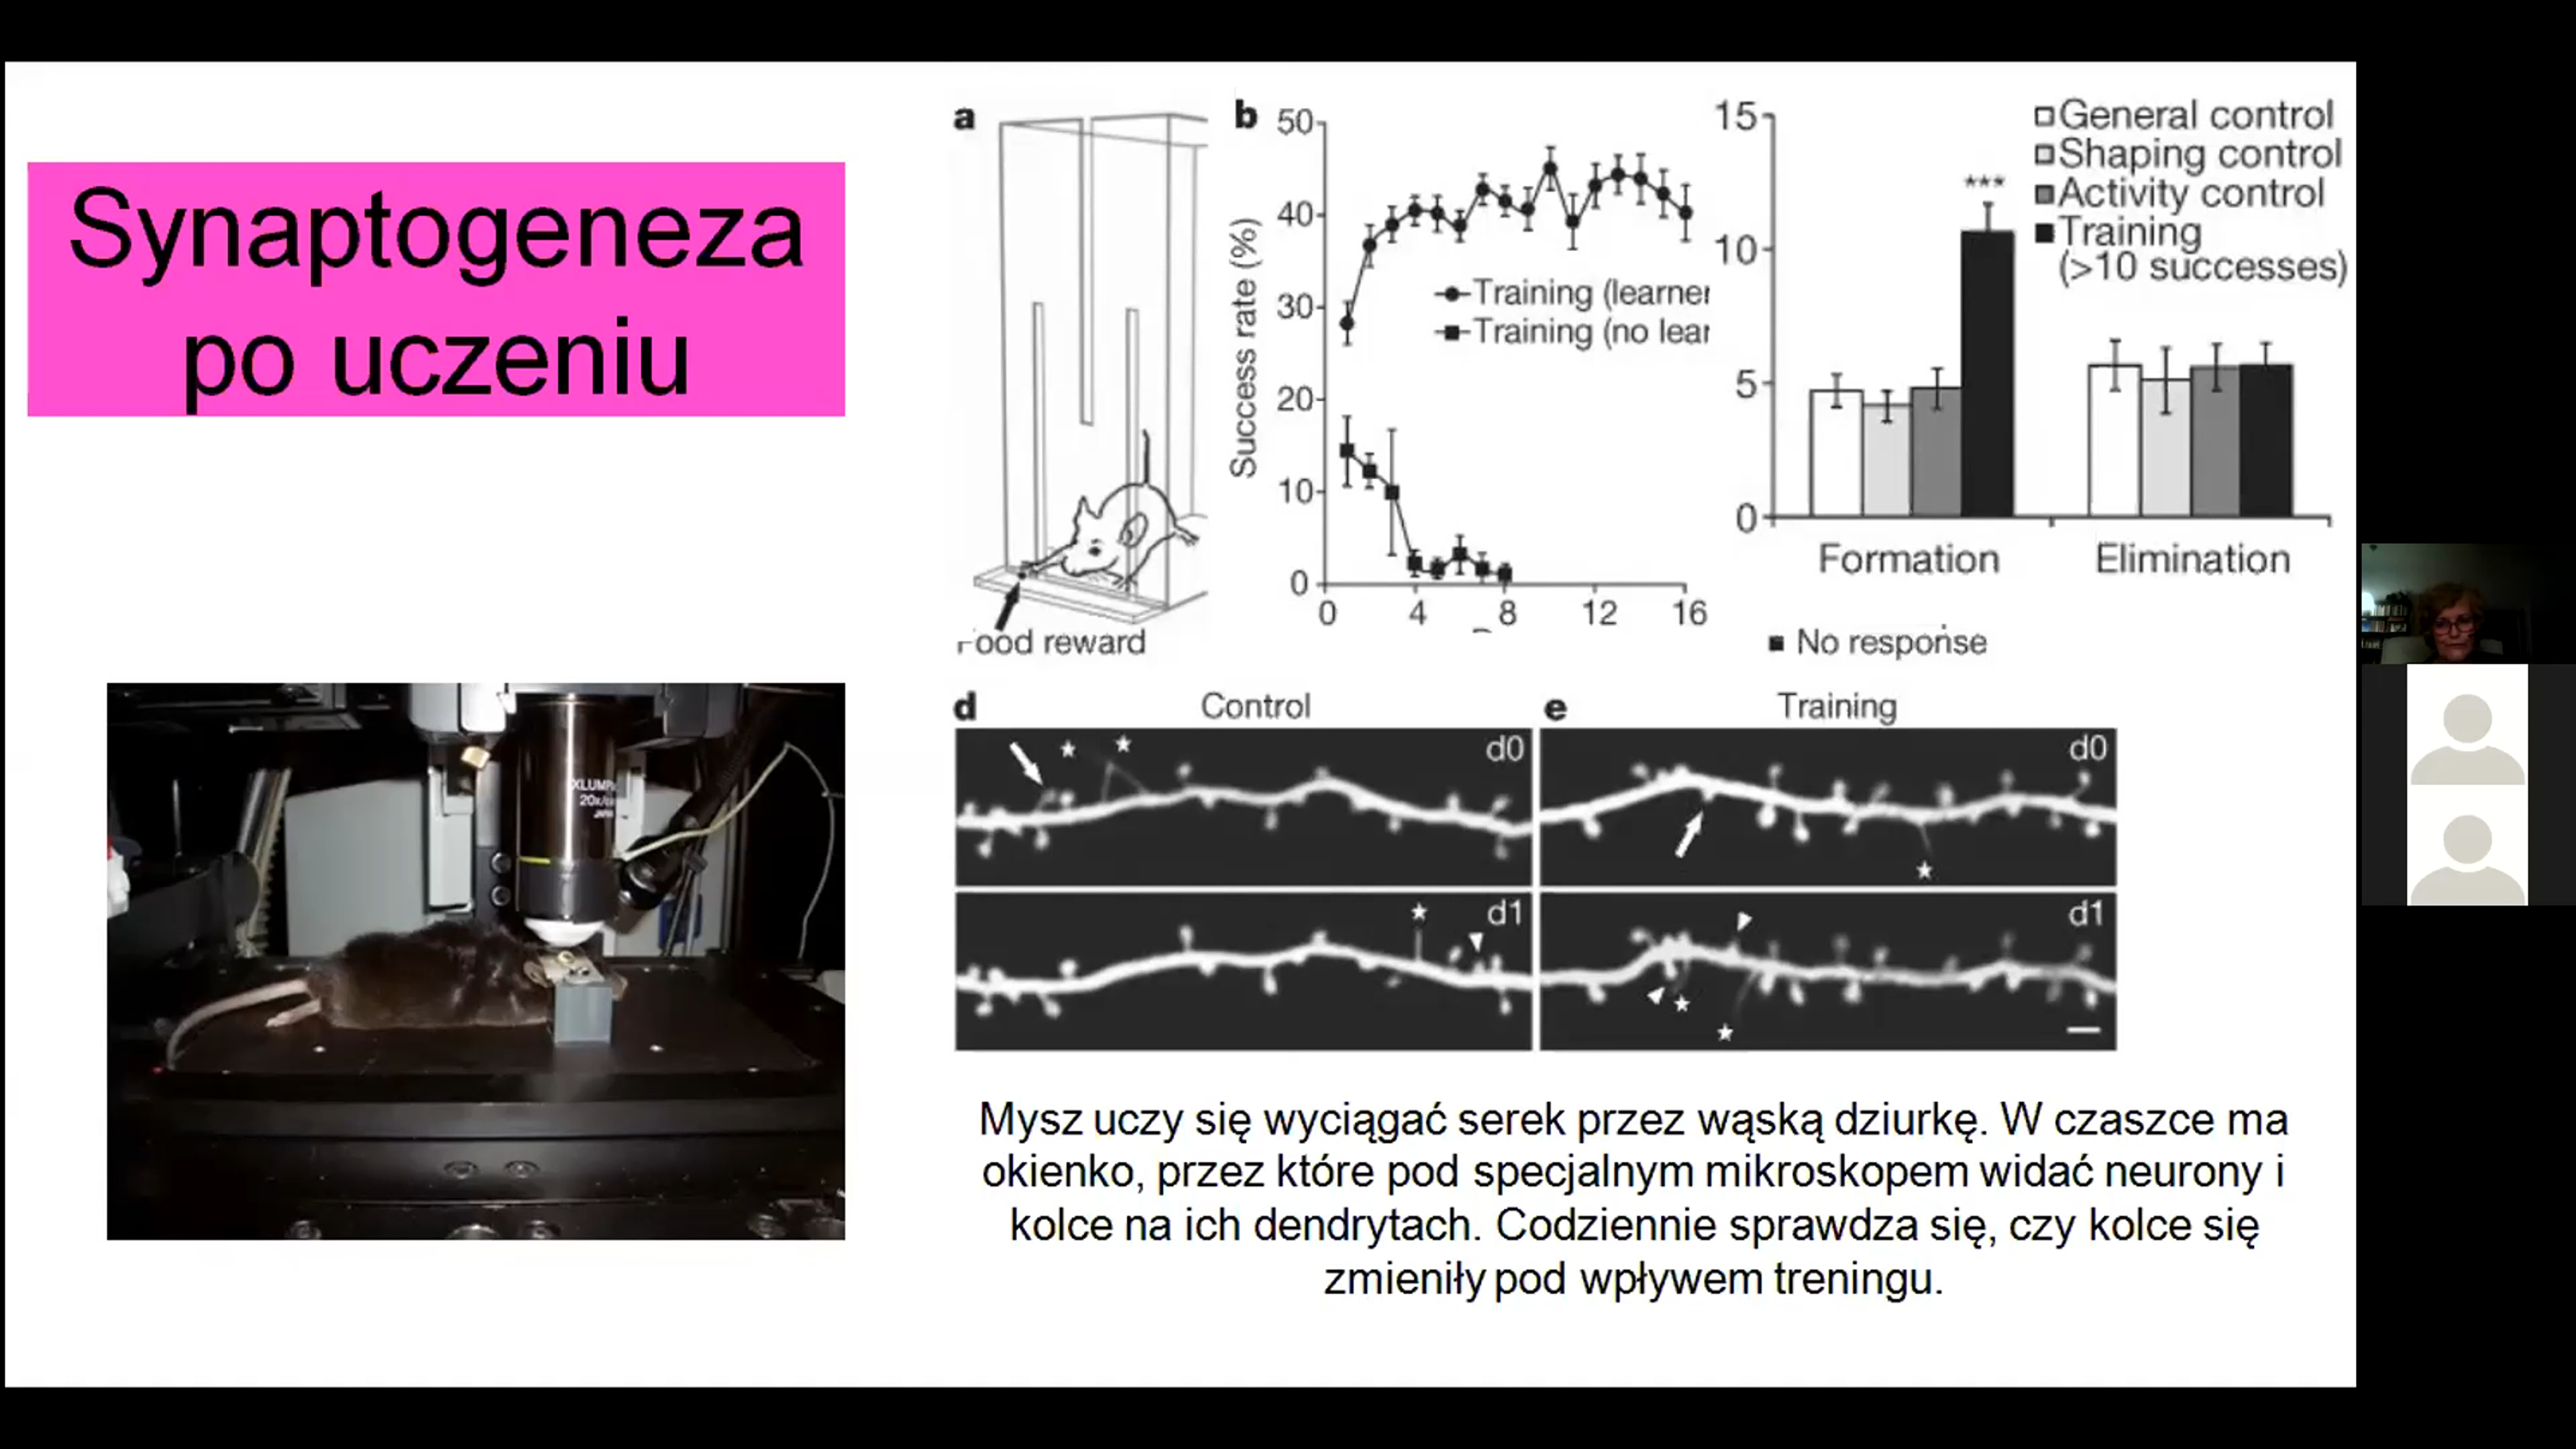 Synaptogeneza
po uczeniu
a
Food reward
b
50
40
30
20
10
0
Success rate (%)
Training (learner
Training (no lear
0 4 8 12 16
15
10
5
0
***
General control
Shaping control
Activity control
Training
(>10 successes)
Formation Elimination
No response
d Control
d0
d1
e Training
d0
d1
20x
Mysz uczy się wyciągać serek przez wąską dziurkę. W czaszce ma
okienko, przez które pod specjalnym mikroskopem widać neurony i
kolce na ich dendrytach. Codziennie sprawdza się, czy kolce się
zmieniły pod wpływem treningu.